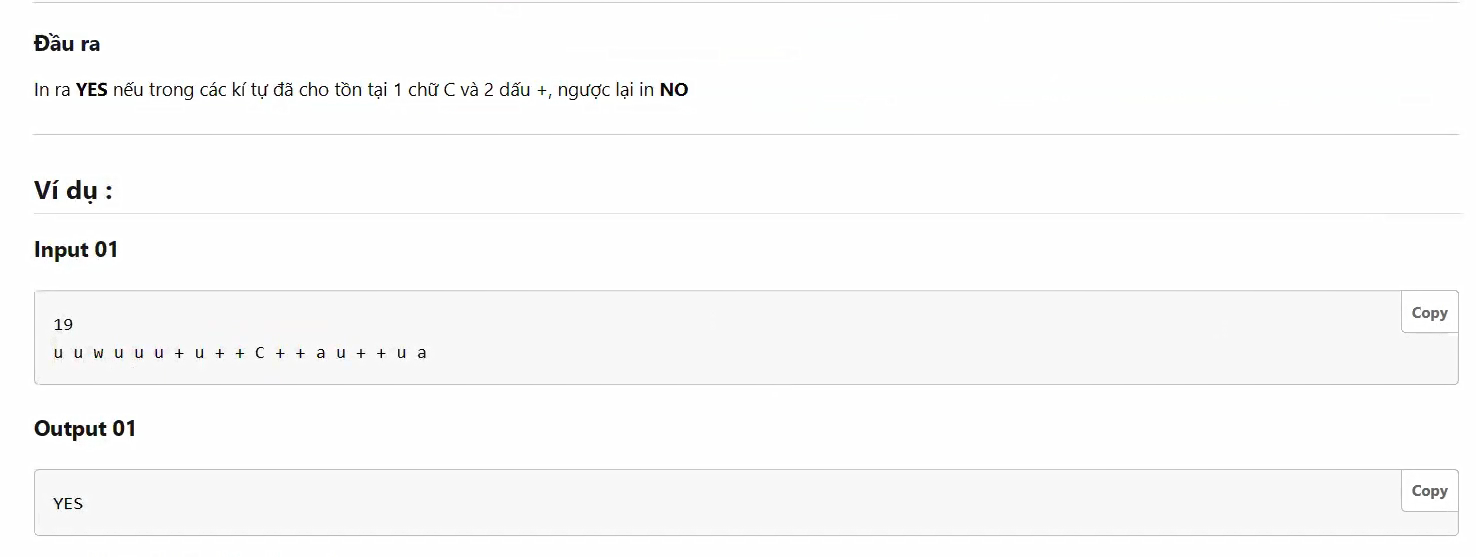 Đầu ra
In ra YES nếu trong các kí tự đã cho tồn tại 1 chữ C và 2 dấu +, ngược lại in NO
Ví dụ :
Input 01
Copy
19
u u w u u u + u + + C + + a u + + u a
Output 01
Copy
YES